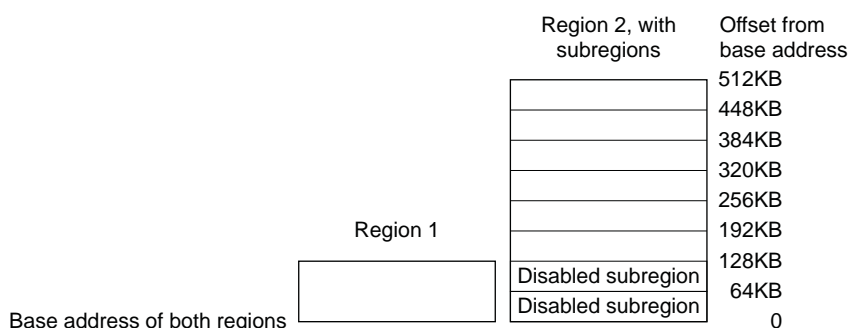 Region 2, with
subregions
Offset from
base address
512KB
448KB
384KB
320KB
256KB
Region 1
192KB
128KB
Disabled subregion
64KB
Disabled subregion
Base address of both regions
0